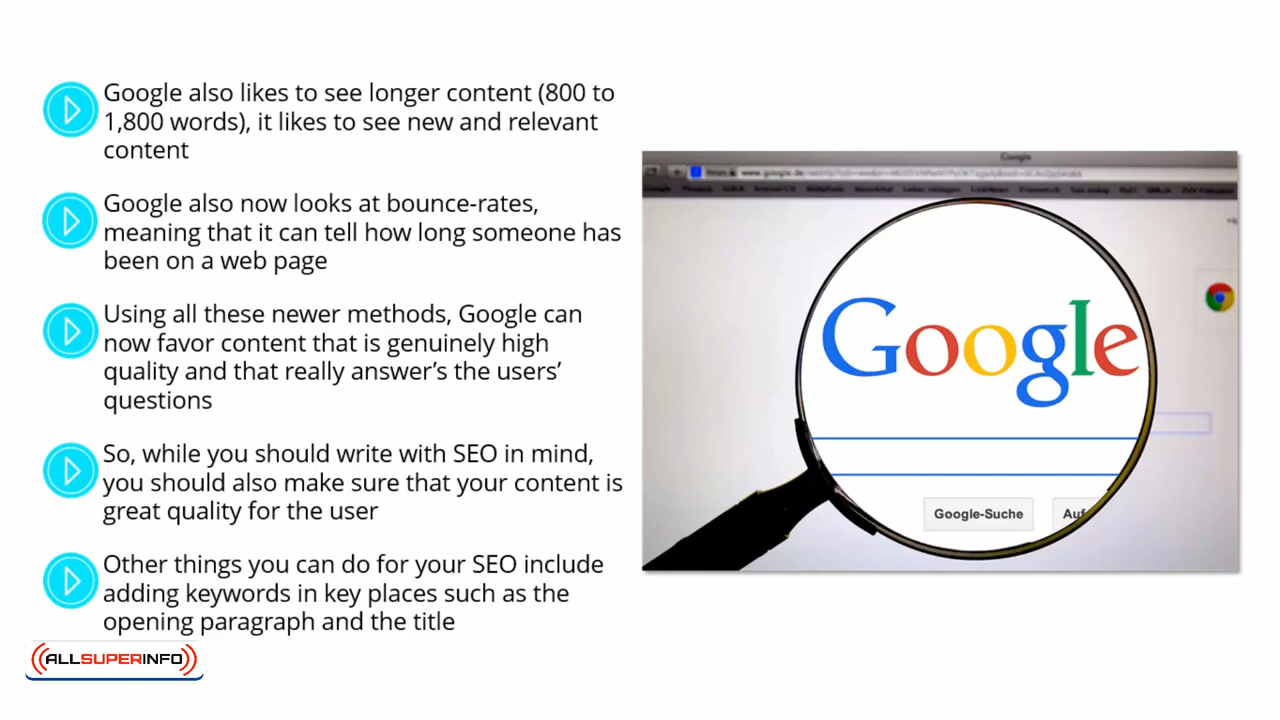 Google also likes to see longer content (800 to
1,800 words), it likes to see new and relevant
content
Google also now looks at bounce-rates,
meaning that it can tell how long someone has
been on a web page
Using all these newer methods, Google can
now favor content that is genuinely high
quality and that really answer’s the users’
questions
So, while you should write with SEO in mind,
you should also make sure that your content is
great quality for the user
Other things you can do for your SEO include
adding keywords in key places such as the
opening paragraph and the title
ALLSUPERINFO
Google
Google
Google-Suche